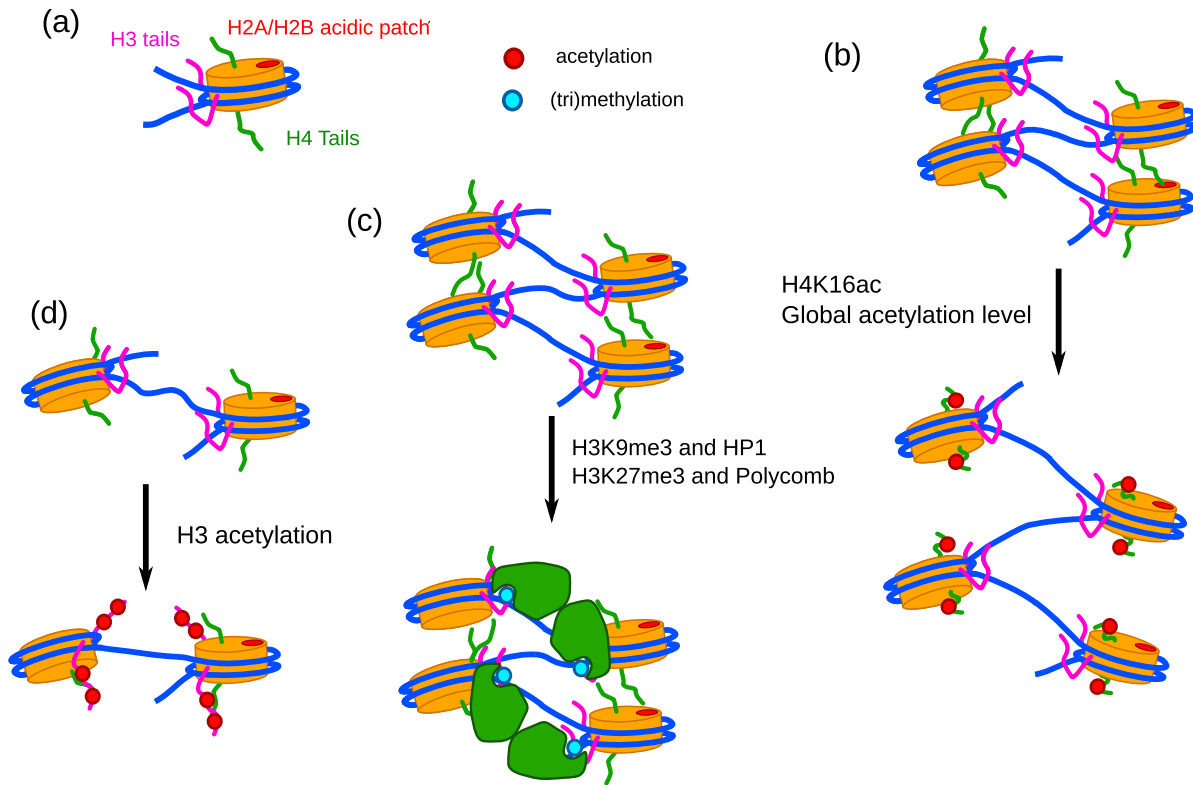 (a)
H3 tails
H2A/H2B acidic patch
H4 Tails
acetylation
(tri)methylation
(b)
H4K16ac
Global acetylation level
(c)
H3K9me3 and HP1
H3K27me3 and Polycomb
(d)
H3 acetylation